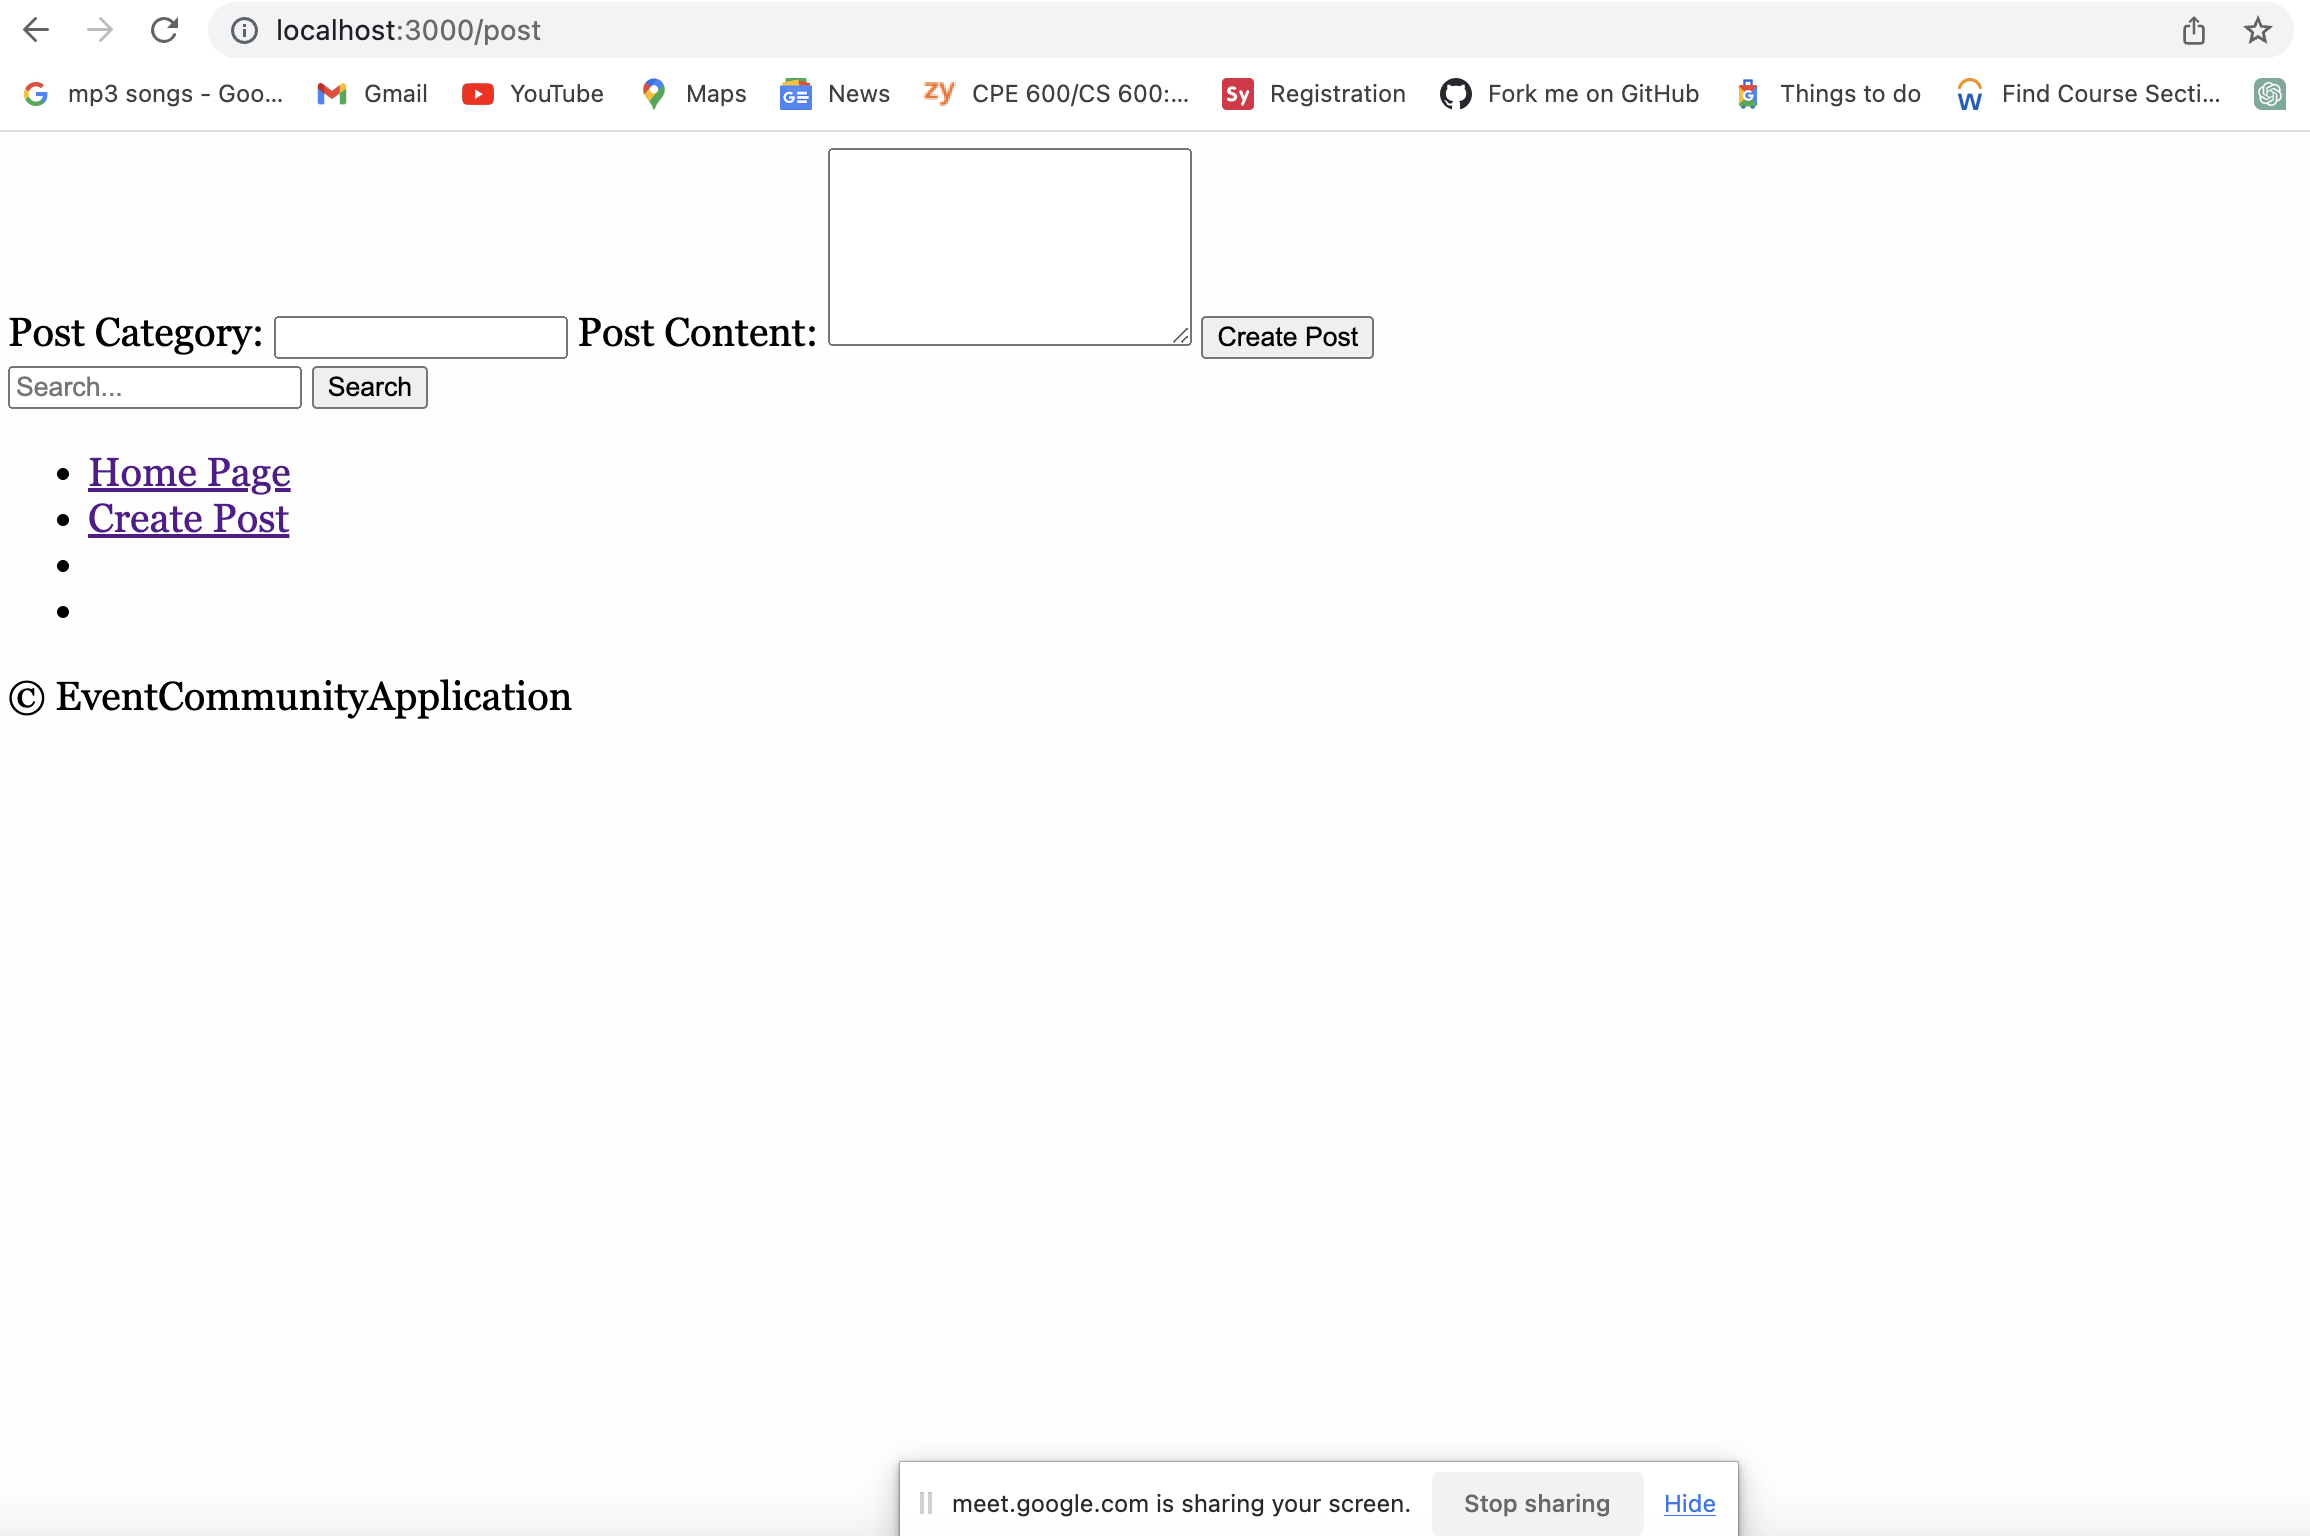 localhost:3000/post
mp3 songs - Goo... Gmail YouTube Maps News zy CPE 600/CS 600:... Sy Registration Fork me on GitHub Things to do Find Course Secti...
Post Category: Post Content: Create Post
Search... Search
Home Page
Create Post
© EventCommunityApplication
meet.google.com is sharing your screen. Stop sharing Hide